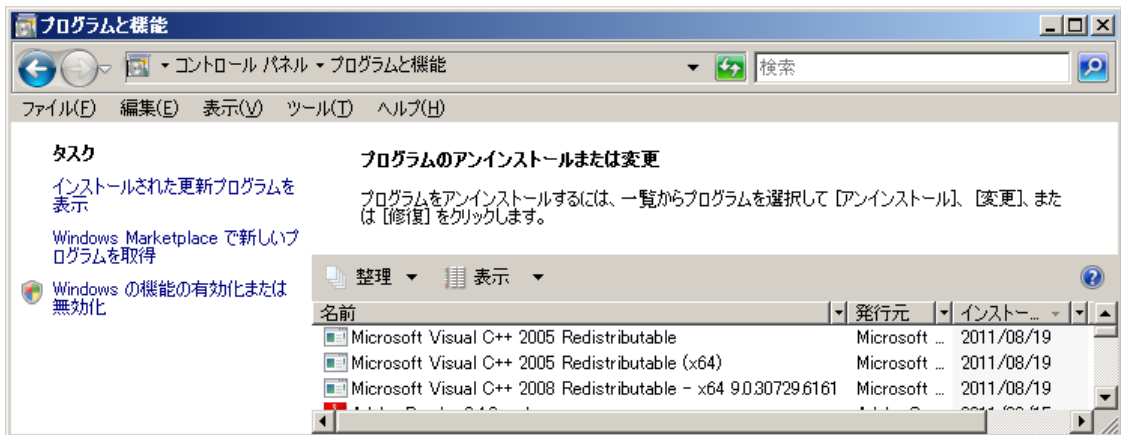 プログラムと機能
コントロール パネル プログラムと機能
検索
ファイル(F) 編集(E) 表示(V) ツール(T) ヘルプ(H)
タスク
インストールされた更新プログラムを
表示
Windows Marketplace で新しいプ
ログラムを取得
Windows の機能の有効化または
無効化
プログラムのアンインストールまたは変更
プログラムをアンインストールするには、一覧からプログラムを選択して [アンインストール]、[変更]、また
は [修復] をクリックします。
整理 表示
名前 発行元 インストー...
Microsoft Visual C++ 2005 Redistributable Microsoft ... 2011/08/19
Microsoft Visual C++ 2005 Redistributable (x64) Microsoft ... 2011/08/19
Microsoft Visual C++ 2008 Redistributable - x64 9.0.30729.6161 Microsoft ... 2011/08/19